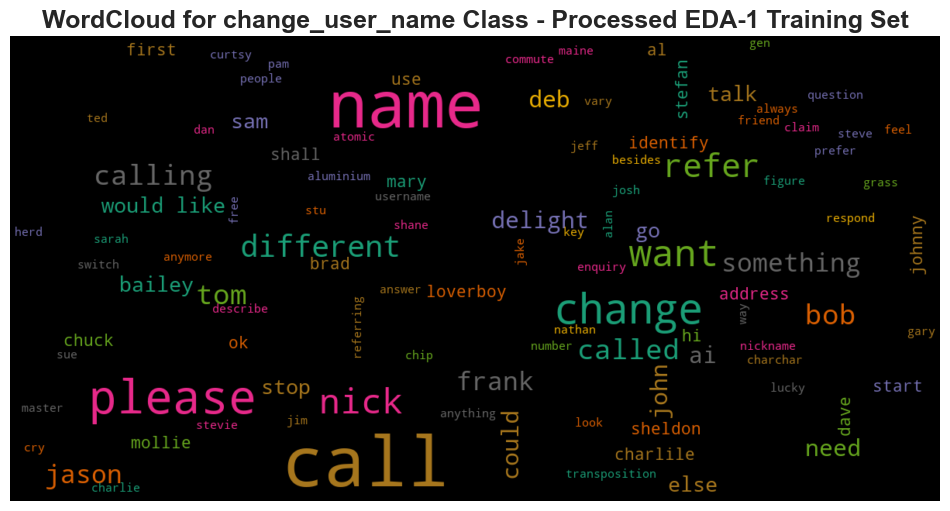 WordCloud for change_user_name Class - Processed EDA-1 Training Set
first
curtsy
pam
people
use
name
commute
maine
al
gen
deb
vary
stefan
talk
always
question
friend
claim
steve
feel
ted
dan
sam
atomic
jeff
identify
prefer
shall
besides
refer
calling
aluminium
mary
username
josh
figure
grass
would like
free
stu
shane
delight
key
alan
go
respond
johnny
herd
sarah
different
jake
want
switch
anymore
brad
enquiry
something
bailey
tom
describe
answer
loverboy
change
address
way
bob
referring
nathan
chuck
sue
ok
chip
number
called
hi
ai
nickname
charchar
gary
please
stop
nick
frank
john
lucky
start
master
stevie
jim
anything
could
look
sheldon
dave
cry
mollie
call
charlile
need
jason
charlie
transposition
else